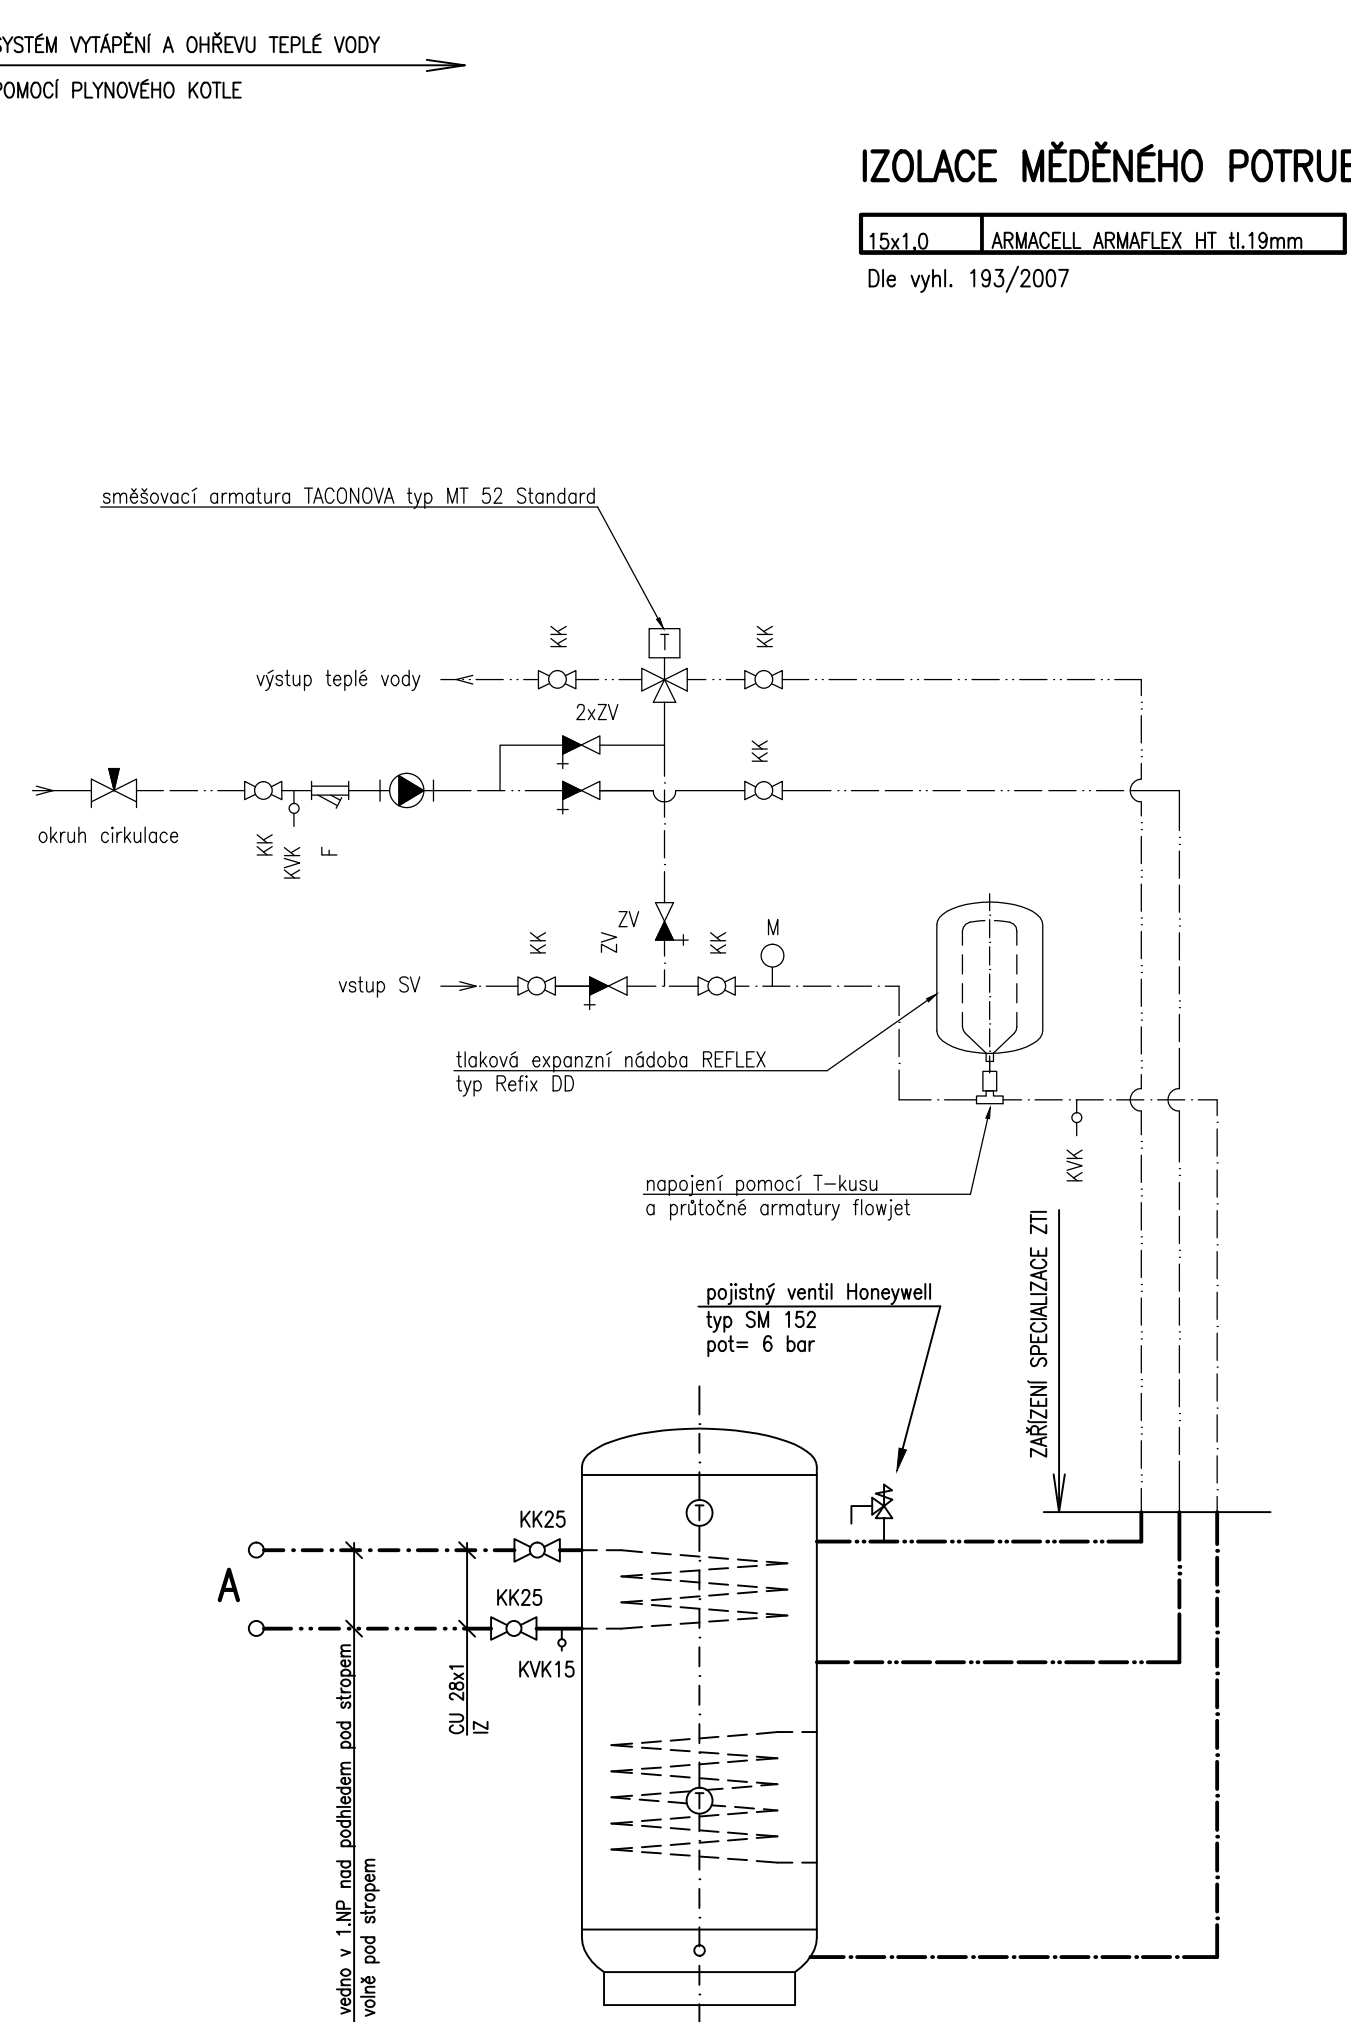 SYSTÉM VYTÁPĚNÍ A OHŘEVU TEPLÉ VODY
POMOCÍ PLYNOVÉHO KOTLE
IZOLACE MĚDĚNÉHO
15x1,0 ARMACELL ARMAFLEX HT tl.19mm
Dle vyhl. 193/2007
směšovací armatura TACONOVA typ MT 52 Standard
KK
T
KK
výstup teplé vody
2xZV
KK
okruh cirkulace
KK
KVK
F
ZV
KK
ZV
KK
M
vstup SV
tlaková expanzní nádoba REFLEX
typ Refix DD
KVK
napojení pomocí T-kusu
a průtočné armatury flowjet
ZAŘÍZENÍ SPECIALIZACE ZTI
pojistný ventil Honeywell
typ SM 152
pot= 6 bar
KK25
T
A
KK25
KVK15
CU 28x1
IZ
T
vedno v 1.NP nad podhledem pod stropem
volně pod stropem